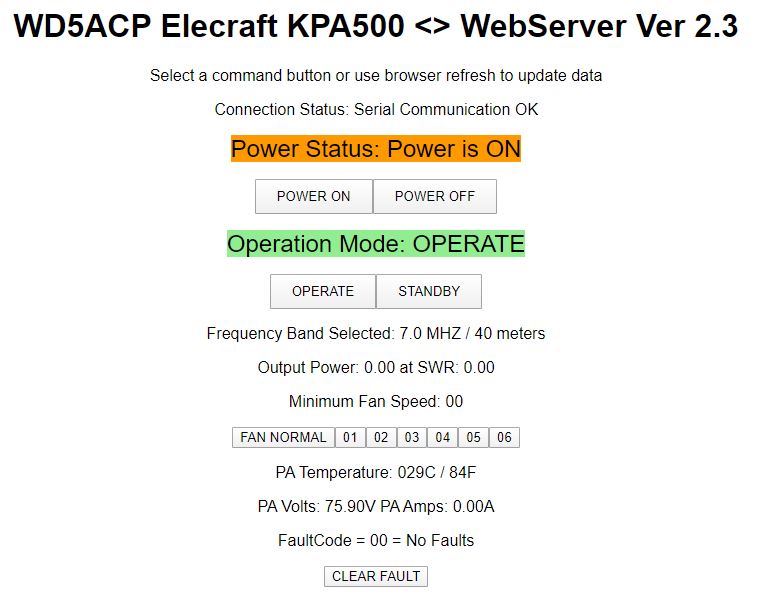 WD5ACP Elecraft KPA500 <> WebServer Ver 2.3
Select a command button or use browser refresh to update data
Connection Status: Serial Communication OK
Power Status: Power is ON
POWER ON POWER OFF
Operation Mode: OPERATE
OPERATE STANDBY
Frequency Band Selected: 7.0 MHZ / 40 meters
Output Power: 0.00 at SWR: 0.00
Minimum Fan Speed: 00
FAN NORMAL 01 02 03 04 05 06
PA Temperature: 029C / 84F
PA Volts: 75.90V PA Amps: 0.00A
FaultCode = 00 = No Faults
CLEAR FAULT